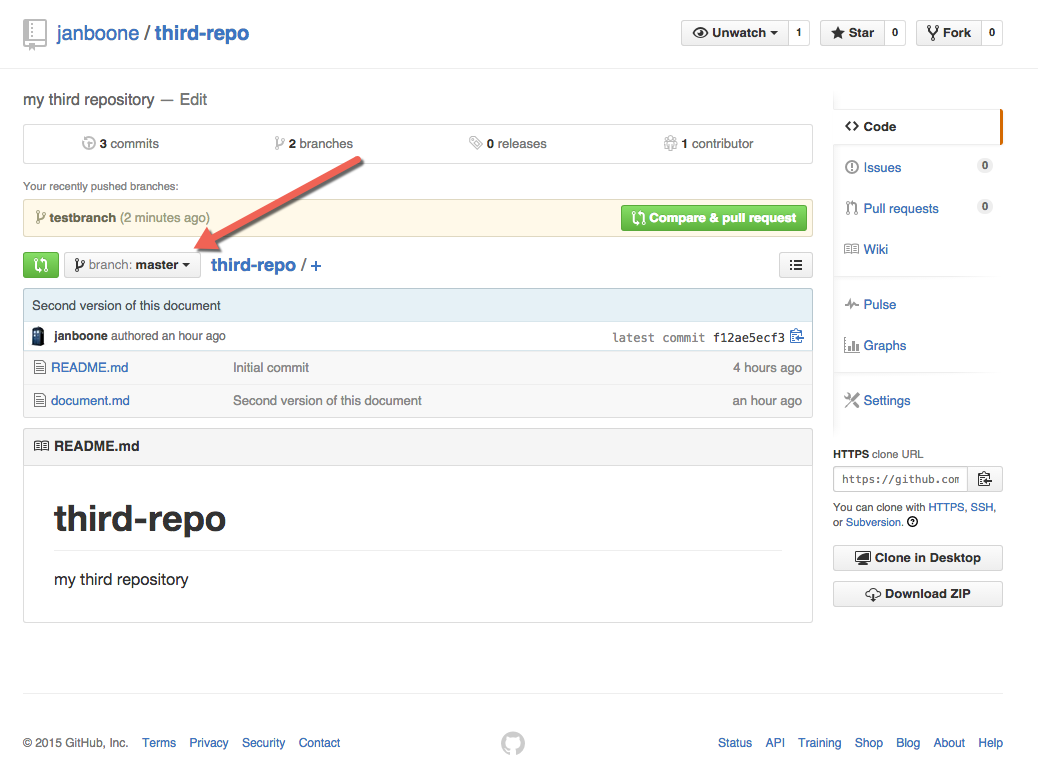 janboone / third-repo
Unwatch 1 Star 0 Fork 0
my third repository — Edit
3 commits 2 branches 0 releases 1 contributor
Your recently pushed branches:
testbranch (2 minutes ago) Compare & pull request
branch: master third-repo / +
Second version of this document
janboone authored an hour ago latest commit f12ae5ecf3
README.md Initial commit 4 hours ago
document.md Second version of this document an hour ago
README.md
third-repo
my third repository
Code
Issues 0
Pull requests 0
Wiki
Pulse
Graphs
Settings
HTTPS clone URL
https://github.com
You can clone with HTTPS, SSH,
or Subversion.
Clone in Desktop
Download ZIP
© 2015 GitHub, Inc. Terms Privacy Security Contact Status API Training Shop Blog About Help